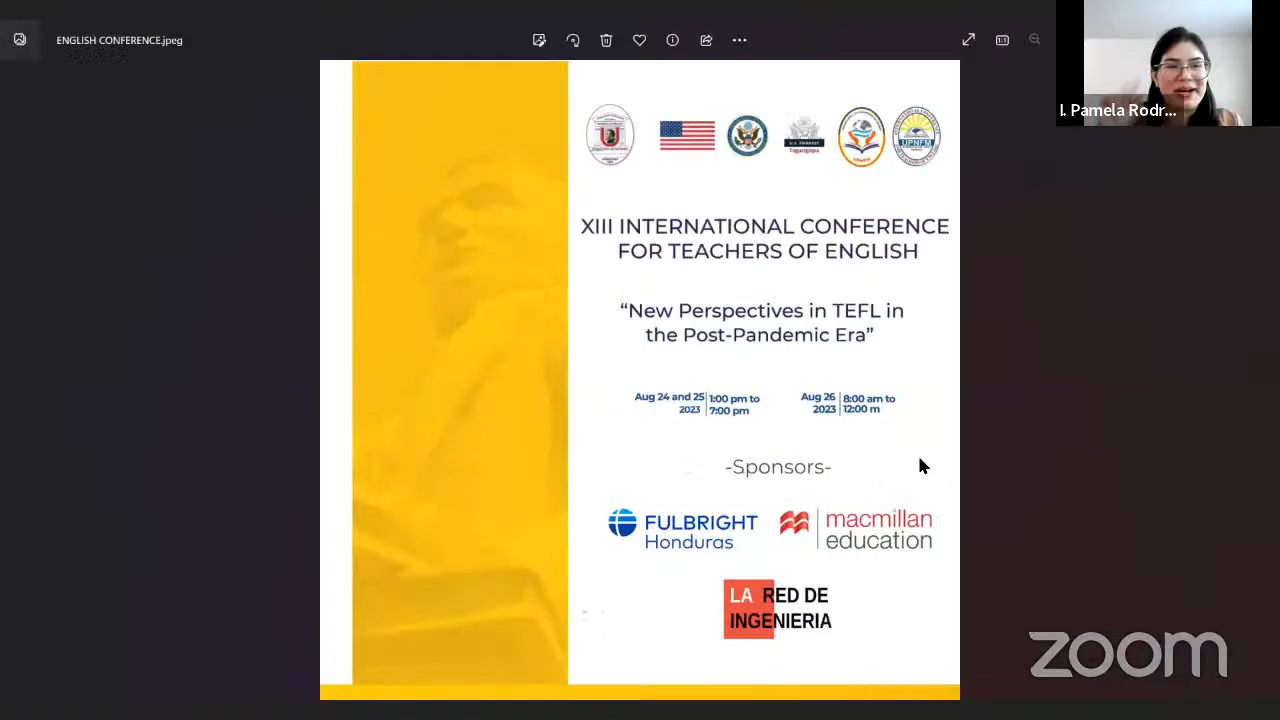 ENGLISH CONFERENCE.jpeg
I. Pamela Rodr...
U.S. EMBASSY
Tegucigalpa
UPNFM
XIII INTERNATIONAL CONFERENCE
FOR TEACHERS OF ENGLISH
“New Perspectives in TEFL in
the Post-Pandemic Era”
Aug 24 and 25 1:00 pm to
2023 7:00 pm
Aug 26 8:00 am to
2023 12:00 m
-Sponsors-
FULBRIGHT
Honduras
macmillan
education
LA RED DE
INGENIERIA
zoom